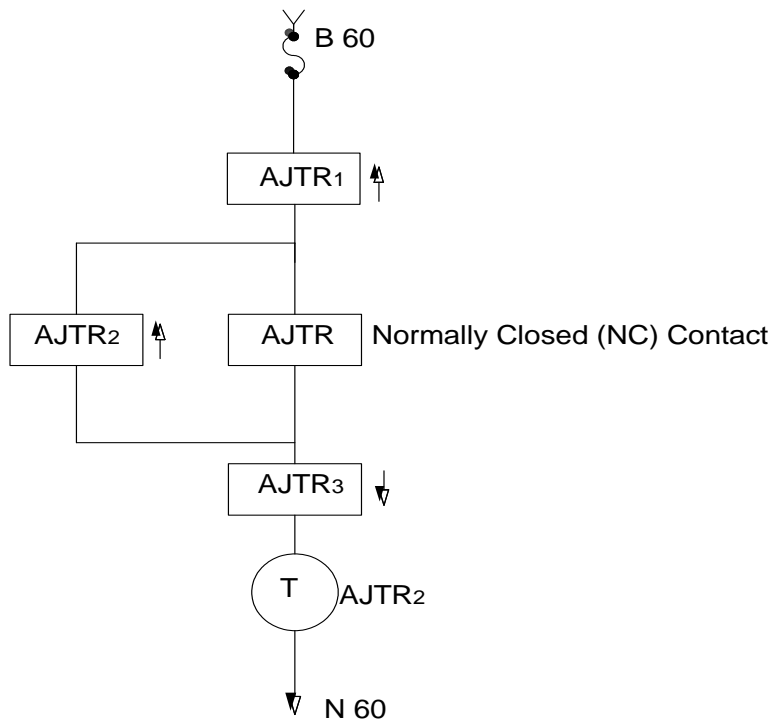 B 60
AJTR1
AJTR2
AJTR Normally Closed (NC) Contact
AJTR3
T
AJTR2
N 60